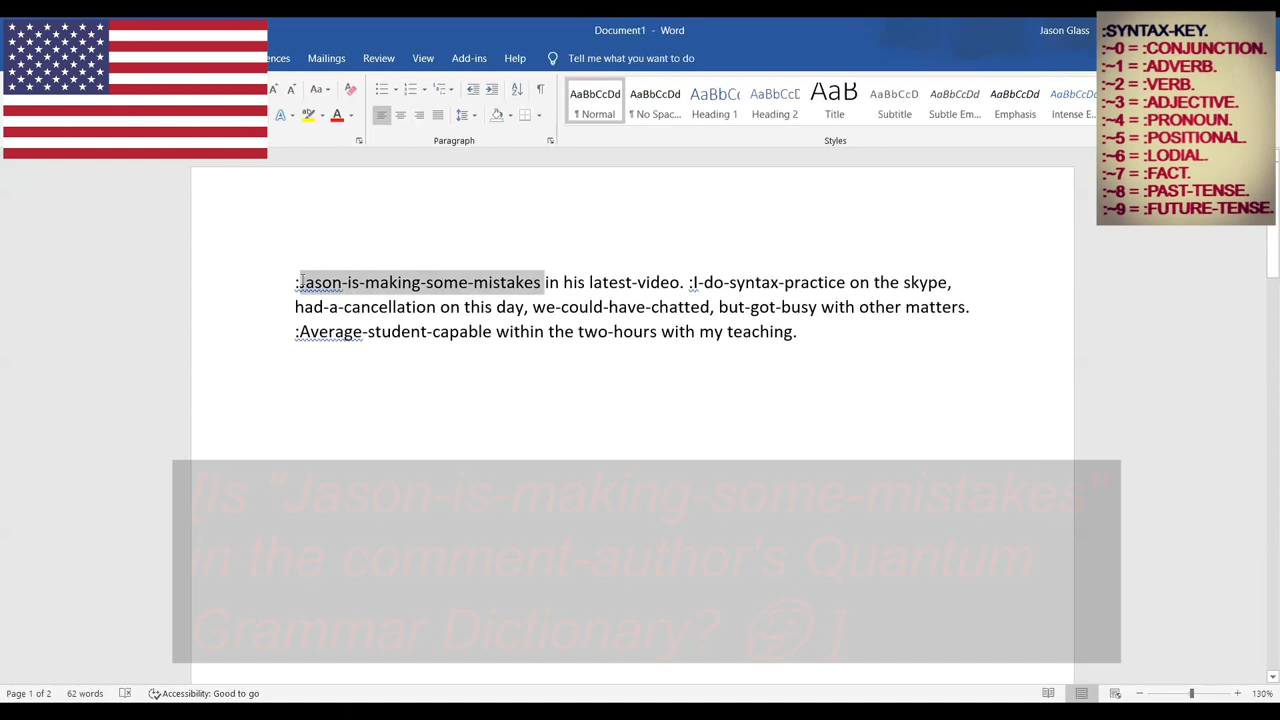 Document1 - Word
Jason Glass
ences Mailings Review View Add-ins Help Tell me what you want to do
Aa
A A
AaBbCcDd AaBbCcDd AaBbCcDd AaBbCcD AaB AaBbCcD AaBbCcDd AaBbCcDd AaBbCcDd
¶ Normal ¶ No Spac... Heading 1 Heading 2 Title Subtitle Subtle Em... Emphasis Intense E...
Paragraph
Styles
:SYNTAX-KEY.
:~0 = :CONJUNCTION.
:~1 = :ADVERB.
:~2 = :VERB.
:~3 = :ADJECTIVE.
:~4 = :PRONOUN.
:~5 = :POSITIONAL.
:~6 = :LODIAL.
:~7 = :FACT.
:~8 = :PAST-TENSE.
:~9 = :FUTURE-TENSE.
:Jason-is-making-some-mistakes in his latest-video. :I-do-syntax-practice on the skype,
had-a-cancellation on this day, we-could-have-chatted, but-got-busy with other matters.
:Average-student-capable within the two-hours with my teaching.
[Is "Jason-is-making-some-mistakes"
in the comment-author's Quantum
Grammar Dictionary? 🤔 ]
Page 1 of 2 62 words Accessibility: Good to go
130%